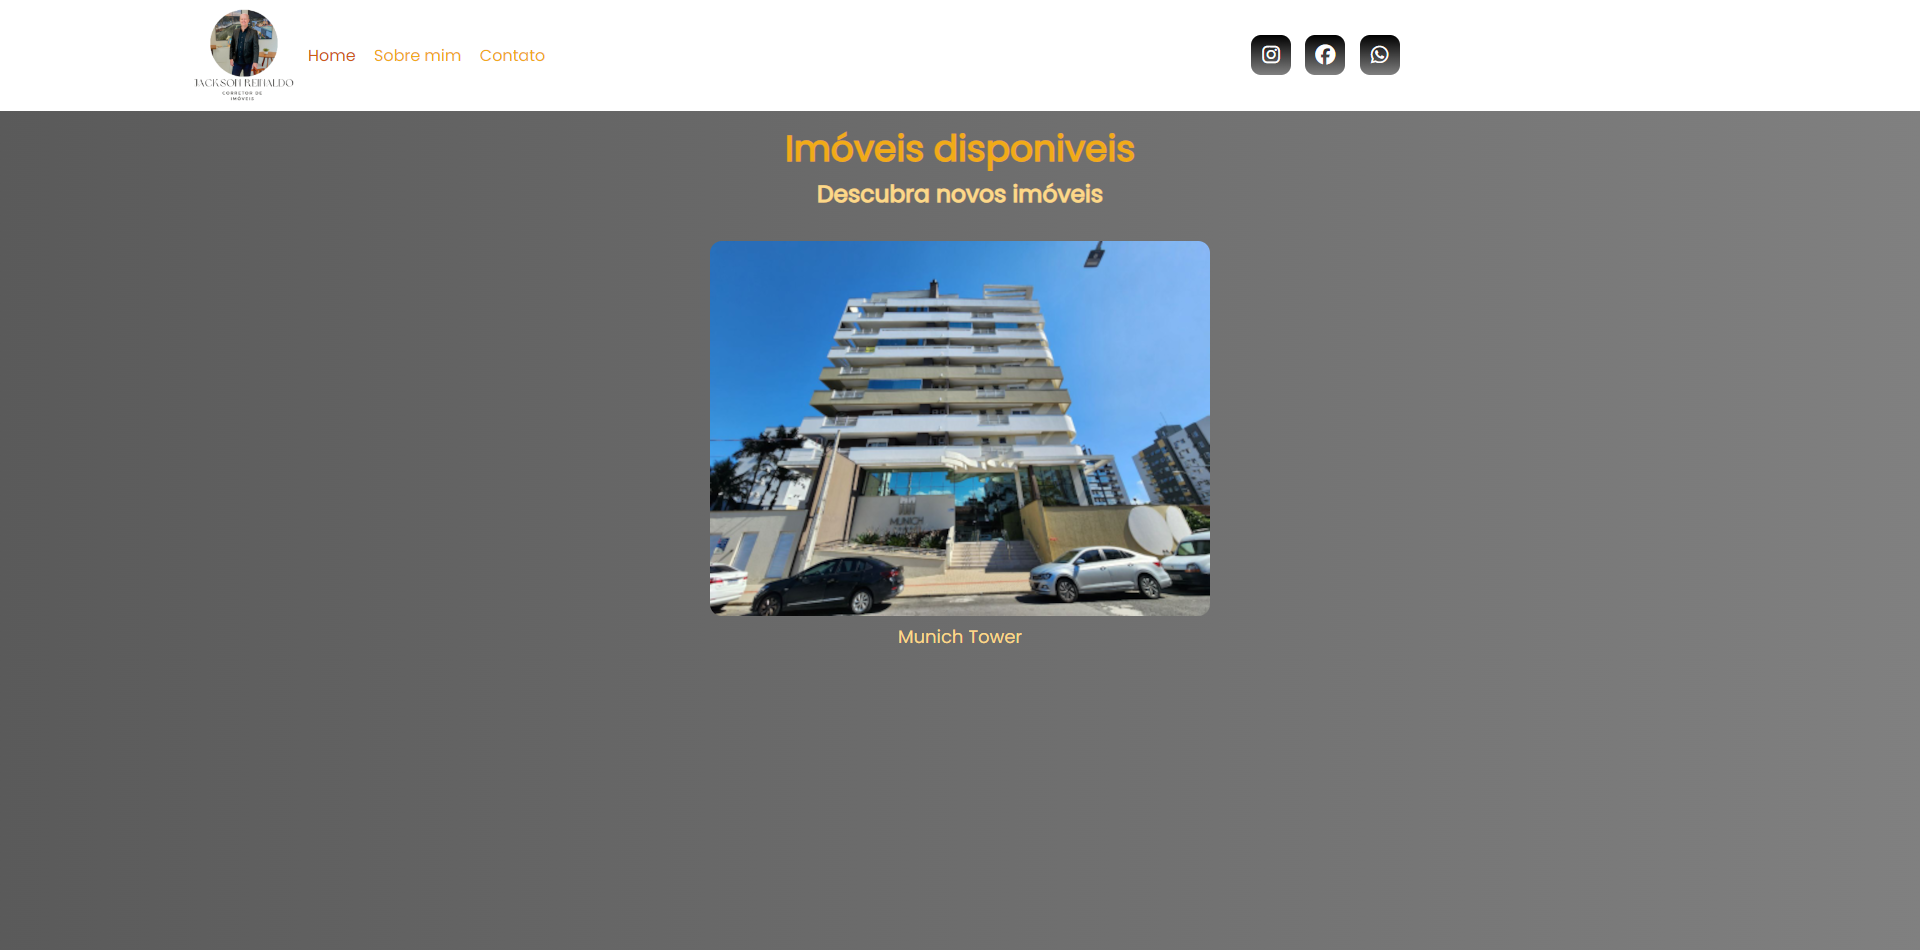 JACKSON REINALDO
CORRETOR DE
IMÓVEIS
Home
Sobre mim
Contato
Imóveis disponiveis
Descubra novos imóveis
MUNICH
Munich Tower